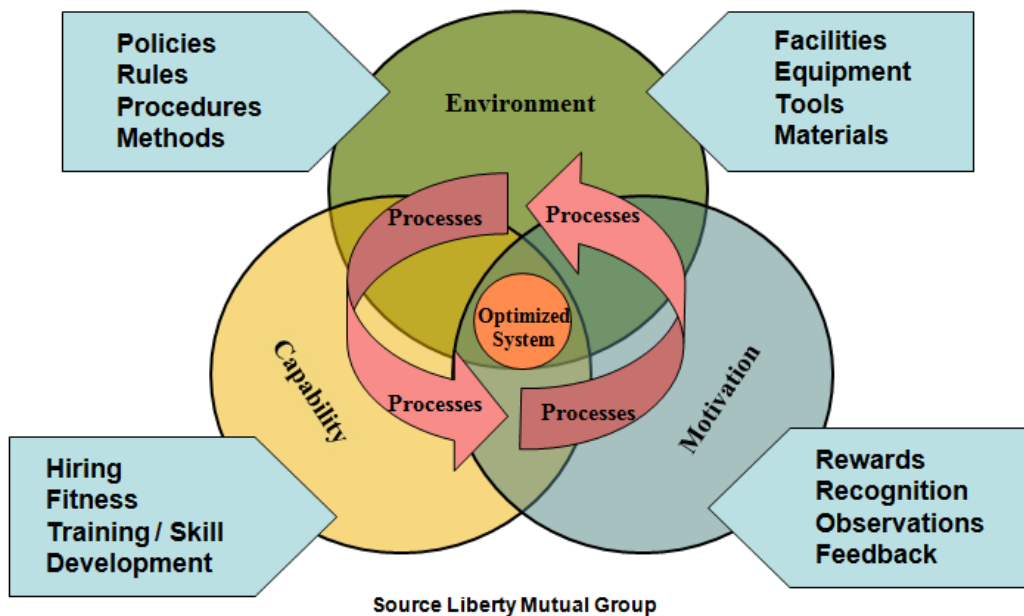 Policies
Rules
Procedures
Methods
Facilities
Equipment
Tools
Materials
Environment
Processes
Processes
Optimized
System
Capability
Motivation
Processes
Processes
Hiring
Fitness
Training / Skill
Development
Rewards
Recognition
Observations
Feedback
Source Liberty Mutual Group